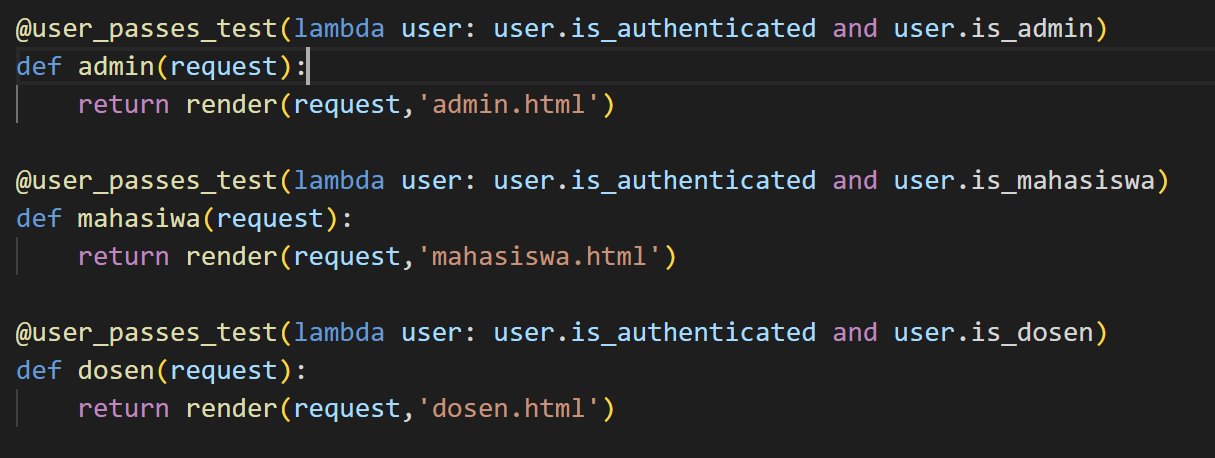 @user_passes_test(lambda user: user.is_authenticated and user.is_admin)
def admin(request):
    return render(request,'admin.html')
@user_passes_test(lambda user: user.is_authenticated and user.is_mahasiswa)
def mahasiwa(request):
    return render(request,'mahasiswa.html')
@user_passes_test(lambda user: user.is_authenticated and user.is_dosen)
def dosen(request):
    return render(request,'dosen.html')